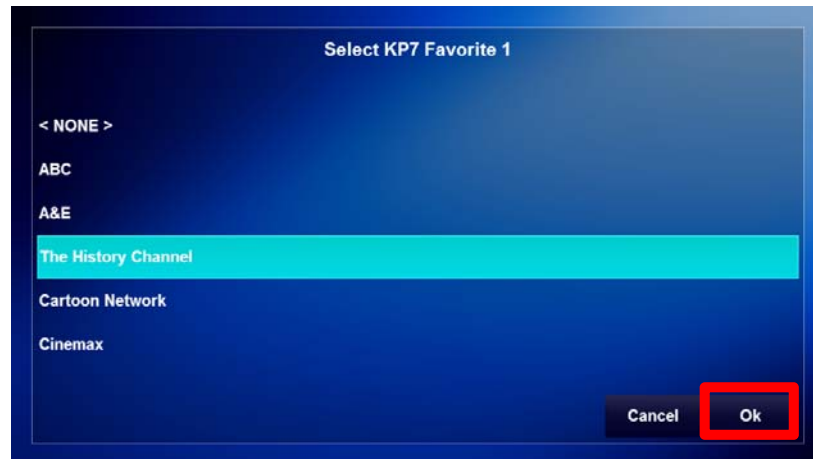 Select KP7 Favorite 1
< NONE >
ABC
A&E
The History Channel
Cartoon Network
Cinemax
Cancel Ok